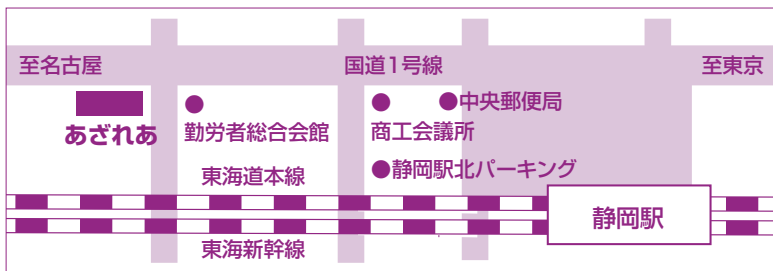 至名古屋
国道1号線
至東京
あざれあ
勤労者総合会館
商工会議所
中央郵便局
静岡駅北パーキング
東海道本線
東海新幹線
静岡駅